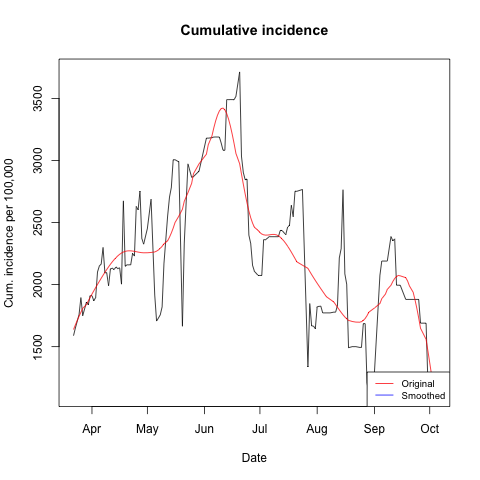 Cumulative incidence
Cum. incidence per 100,000
3500
3000
2500
2000
1500
Apr May Jun Jul Aug Sep Oct
Date
Original
Smoothed